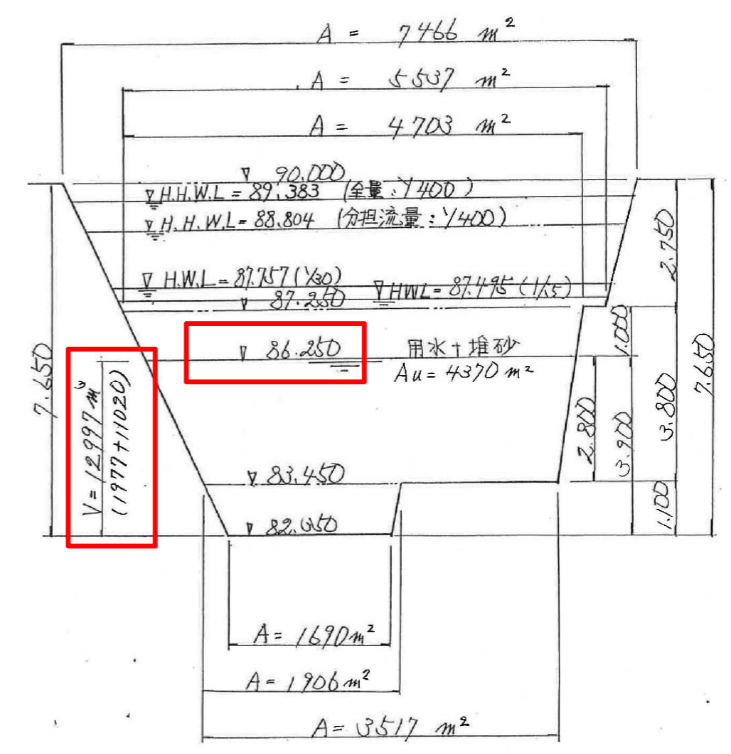 A = 7466 m²
A = 5537 m²
A = 4703 m²
▽ 90.000
▽ H.H.W.L = 89.383 (全量:1/400)
▽ H.H.W.L = 88.804 (分担流量:1/400)
▽ H.W.L = 87.757 (1/30)
▽ HWL = 87.495 (1/5)
▽ 87.250
▽ 86.250
用水+堆砂
Au = 4370 m²
▽ 83.450
▽ 82.350
7.650
V = 12997 m³
(1977+11020)
2.750
1.000
2.800
3.900
3.800
1.100
7.650
A = 1690 m²
A = 1906 m²
A = 3517 m²